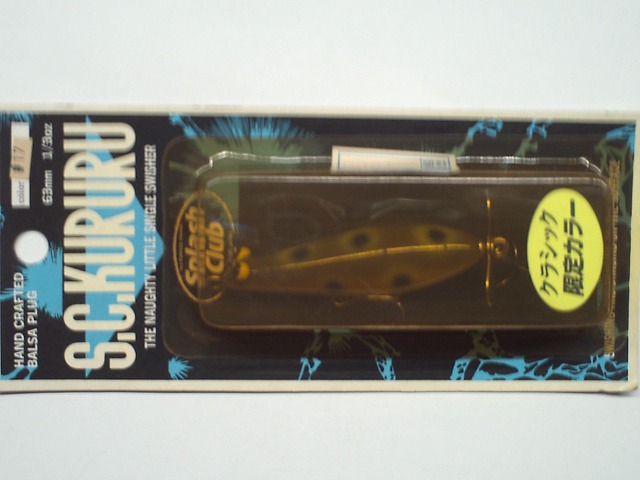 color #17
63mm 1/3oz
S.C.KURURU
THE NAUGHTY LITTLE SINGLE SWISHER
HAND CRAFTED
BALSA PLUG
Splash
Club
クラシック
限定カラー